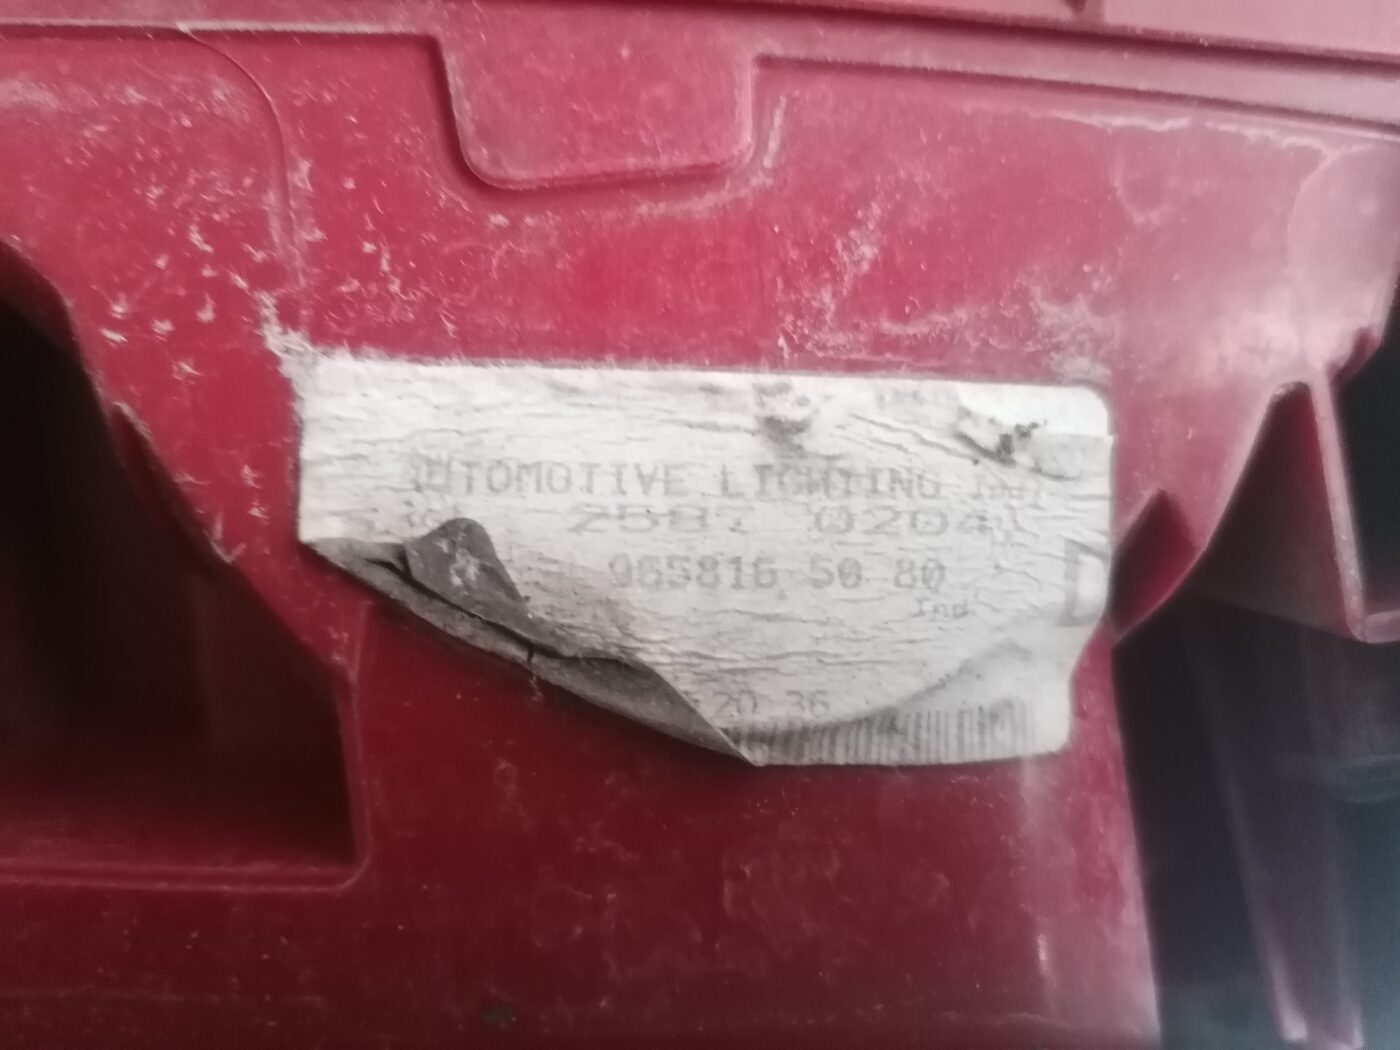 AUTOMOTIVE LIGHTING
2587 0204
965816 50 80
Ind
D
20 36